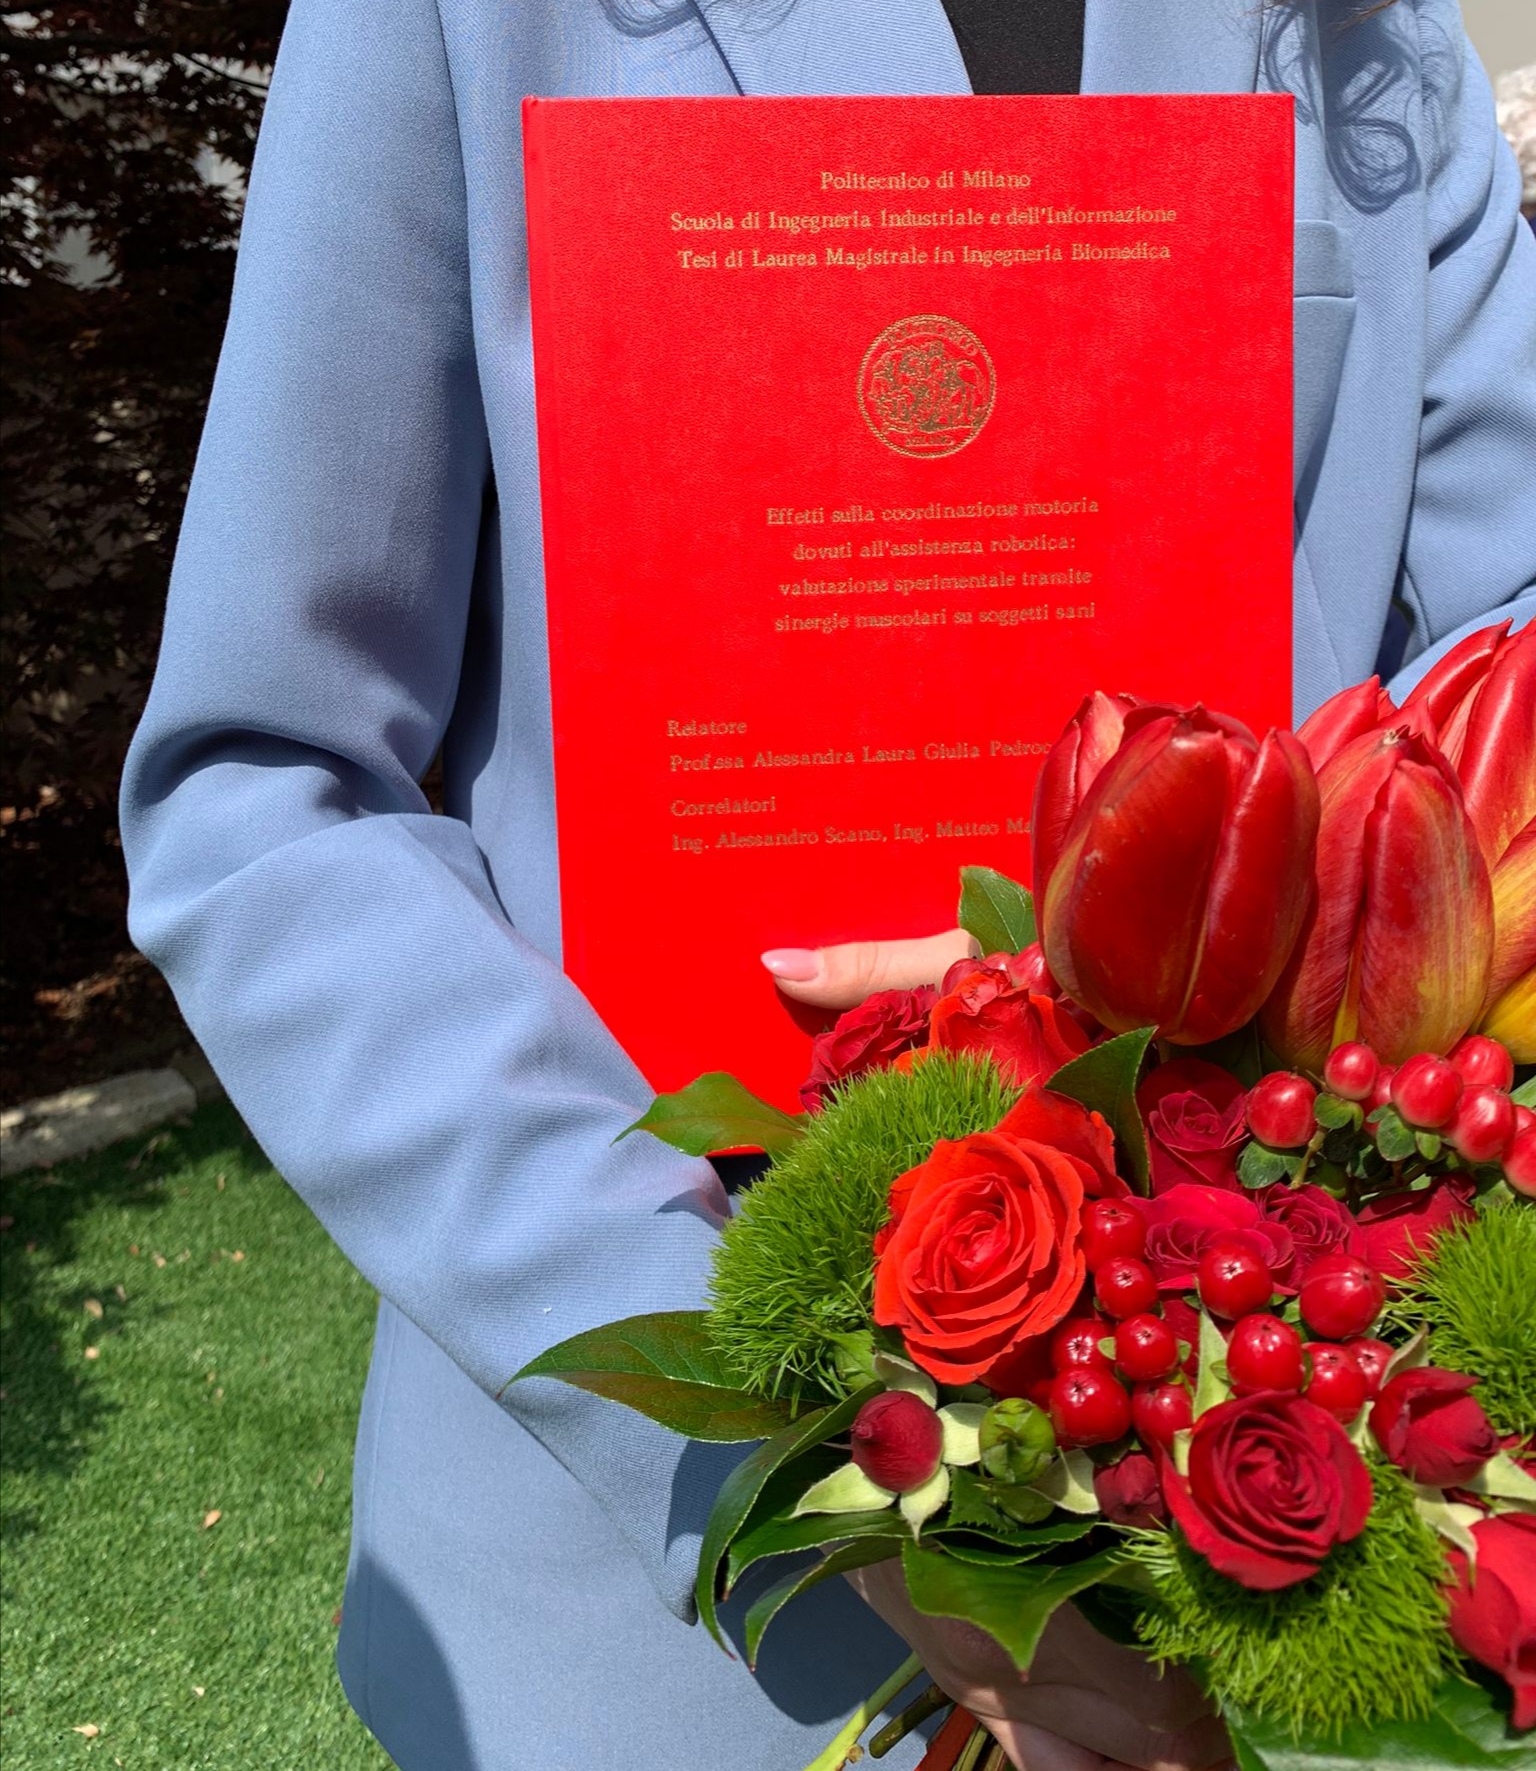 Politecnico di Milano
Scuola di Ingegneria Industriale e dell'Informazione
Tesi di Laurea Magistrale in Ingegneria Biomedica
MILANO
Effetti sulla coordinazione motoria
dovuti all'assistenza robotica:
valutazione sperimentale tramite
sinergie muscolari su soggetti sani
Relatore
Prof.ssa Alessandra Laura Giulia
Correlatori
Ing. Alessandro Scano, Ing. Matteo